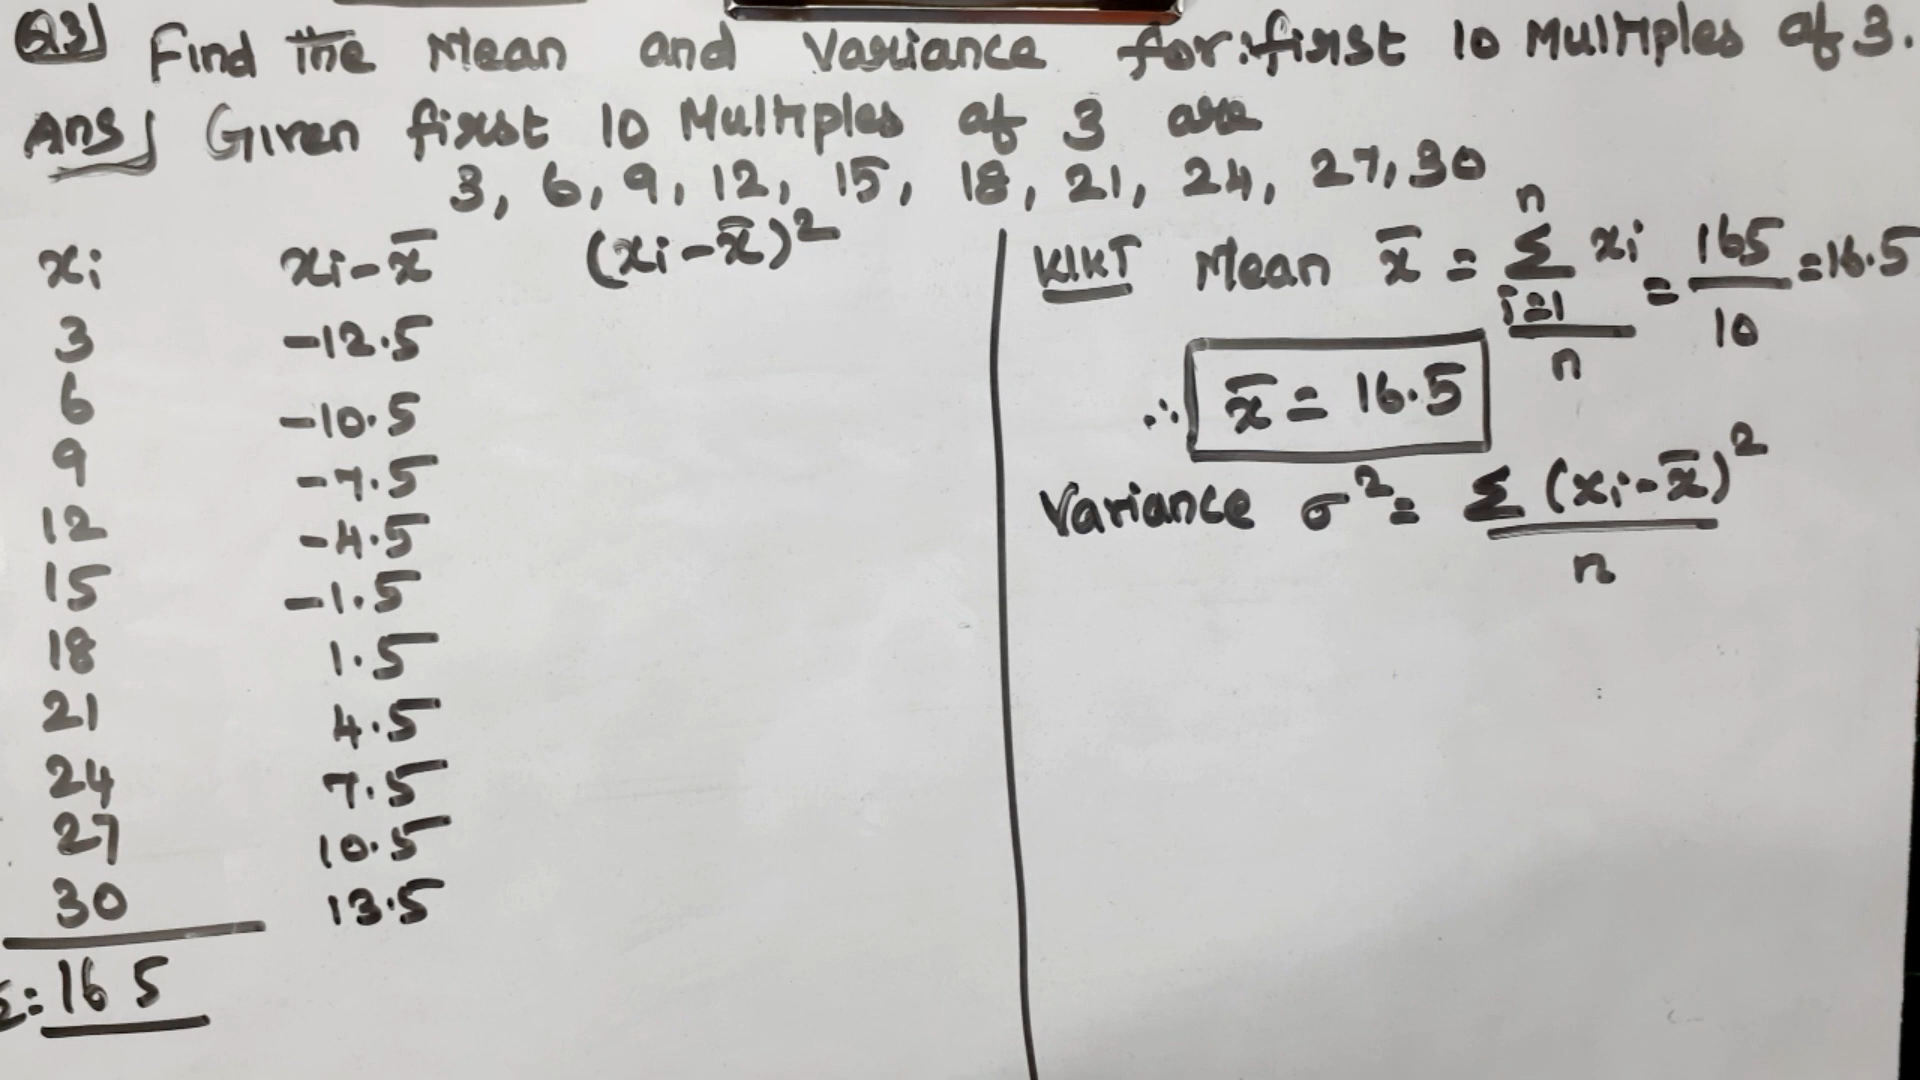 Q3) Find the Mean and Variance for: first 10 Multiples of 3.
Ans) Given first 10 Multiples of 3 are
3, 6, 9, 12, 15, 18, 21, 24, 27, 30
xi xi-x̄ (xi-x̄)²
3 -12.5
6 -10.5
9 -7.5
12 -4.5
15 -1.5
18 1.5
21 4.5
24 7.5
27 10.5
30 13.5
Σ = 165
WKT Mean x̄ = Σⁿᵢ₌₁ xi / n = 165 / 10 = 16.5
∴ x̄ = 16.5
Variance σ² = Σ (xi-x̄)² / n